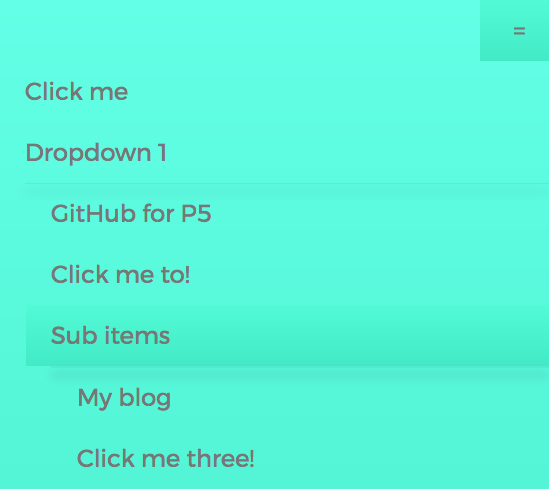 =
Click me
Dropdown 1
GitHub for P5
Click me to!
Sub items
My blog
Click me three!